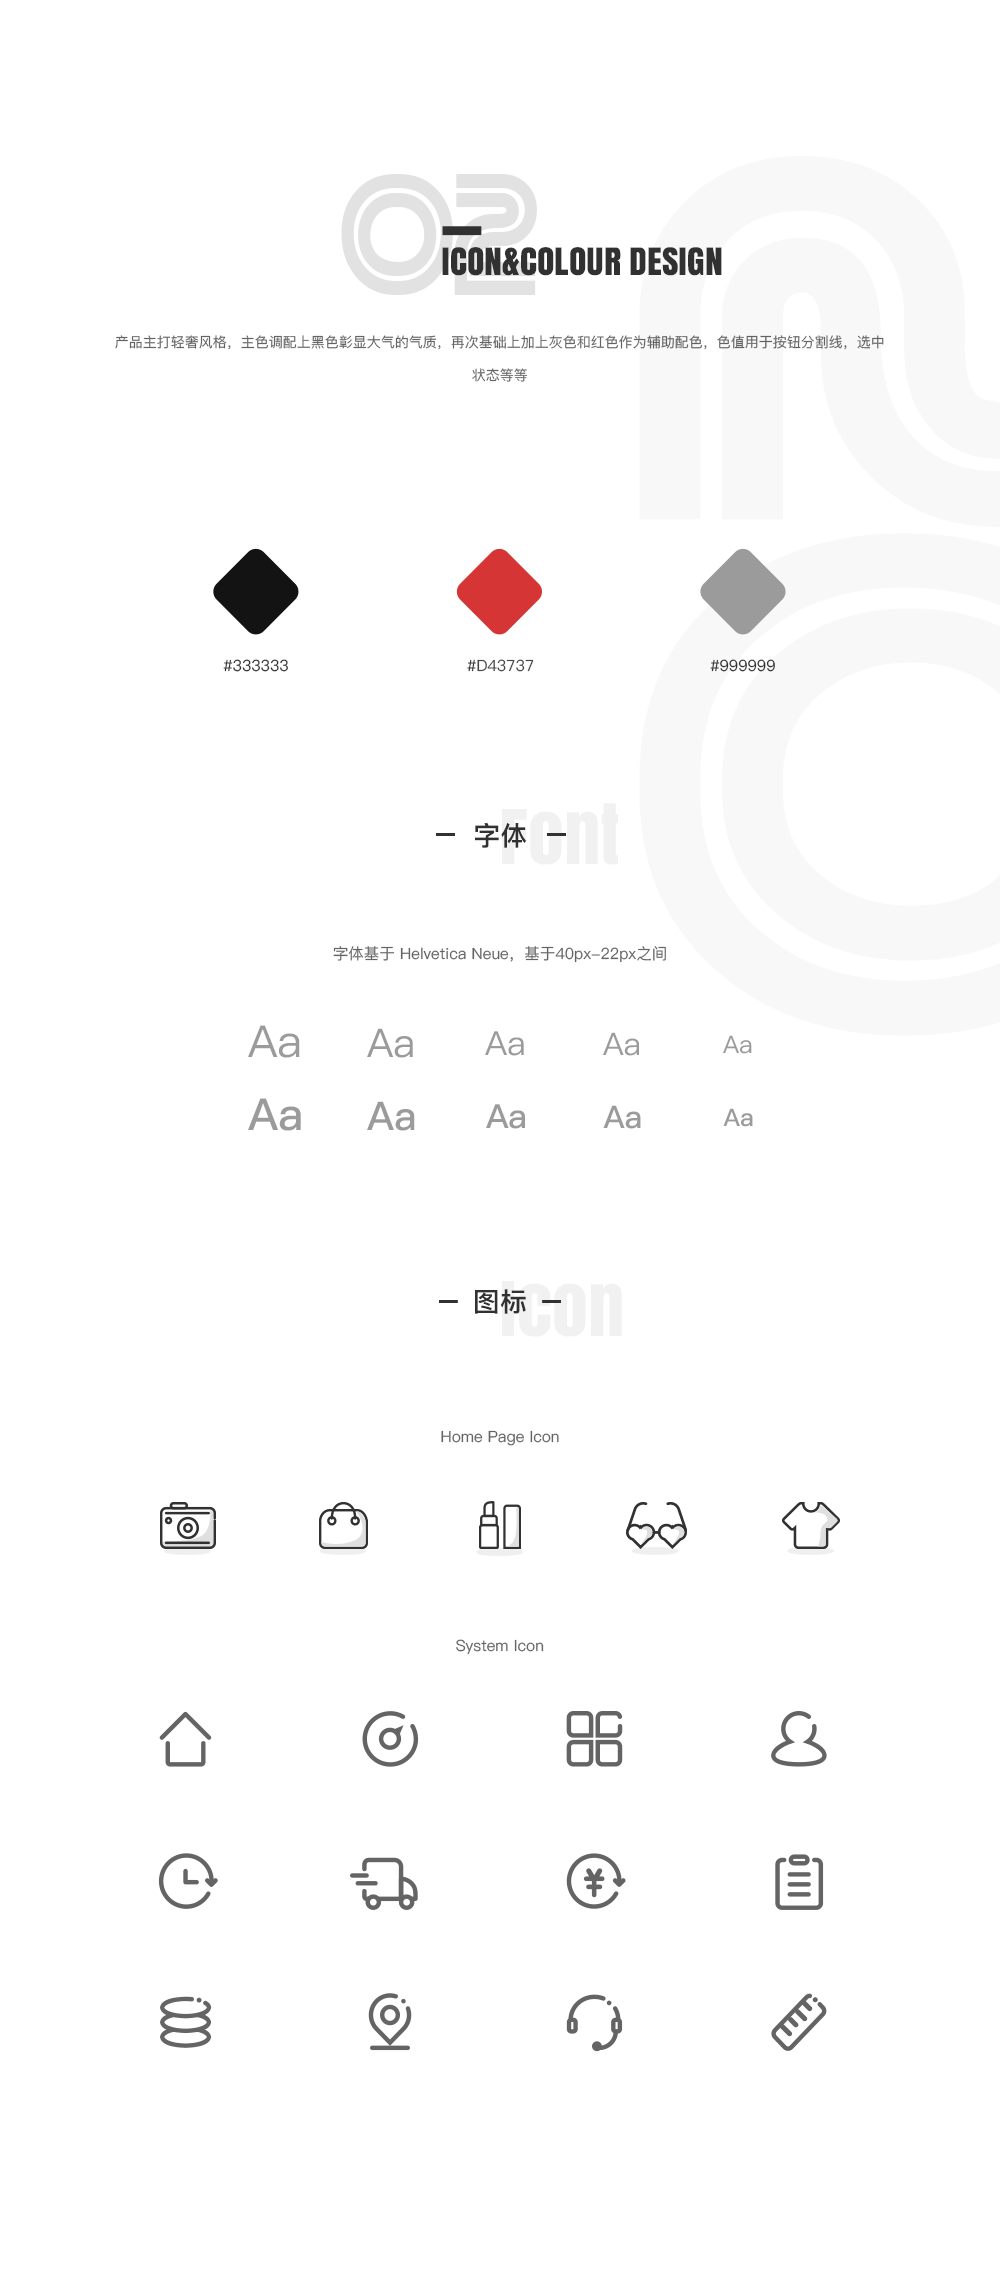 02
ICON&COLOUR DESIGN
产品主打轻奢风格，主色调配上黑色彰显大气的气质，再次基础上加上灰色和红色作为辅助配色，色值用于按钮分割线，选中
状态等等
#333333 #D43737 #999999
Font
字体
字体基于 Helvetica Neue，基于40px-22px之间
Aa Aa Aa Aa Aa
Aa Aa Aa Aa Aa
Icon
图标
Home Page Icon
System Icon
¥